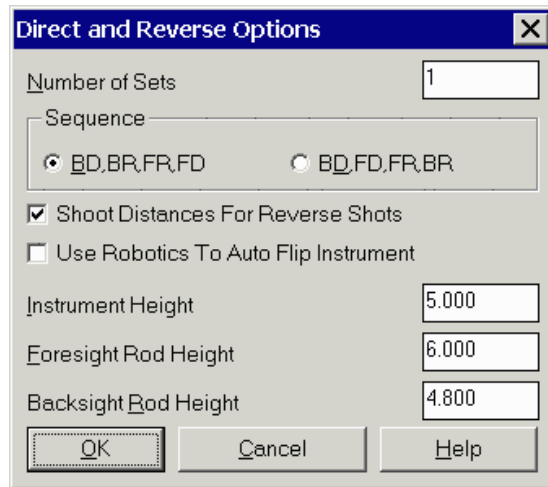 Direct and Reverse Options
Number of Sets 1
Sequence
BD,BR,FR,FD BD,FD,FR,BR
Shoot Distances For Reverse Shots
Use Robotics To Auto Flip Instrument
Instrument Height 5.000
Foresight Rod Height 6.000
Backsight Rod Height 4.800
OK Cancel Help